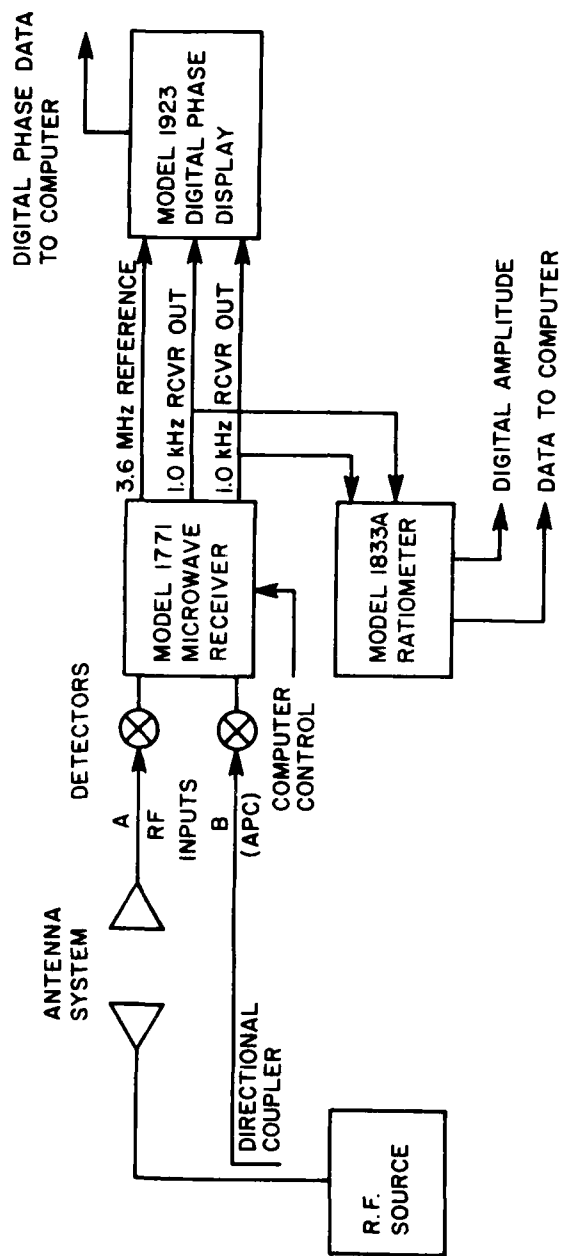 ANTENNA
SYSTEM
DETECTORS
DIGITAL PHASE DATA
TO COMPUTER
A
RF
INPUTS
B
(APC)
MODEL 1771
MICROWAVE
RECEIVER
3.6 MHz REFERENCE
1.0 kHz RCVR OUT
1.0 kHz RCVR OUT
MODEL 1923
DIGITAL PHASE
DISPLAY
DIRECTIONAL
COUPLER
COMPUTER
CONTROL
R.F.
SOURCE
MODEL 1833A
RATIOMETER
DIGITAL AMPLITUDE
DATA TO COMPUTER